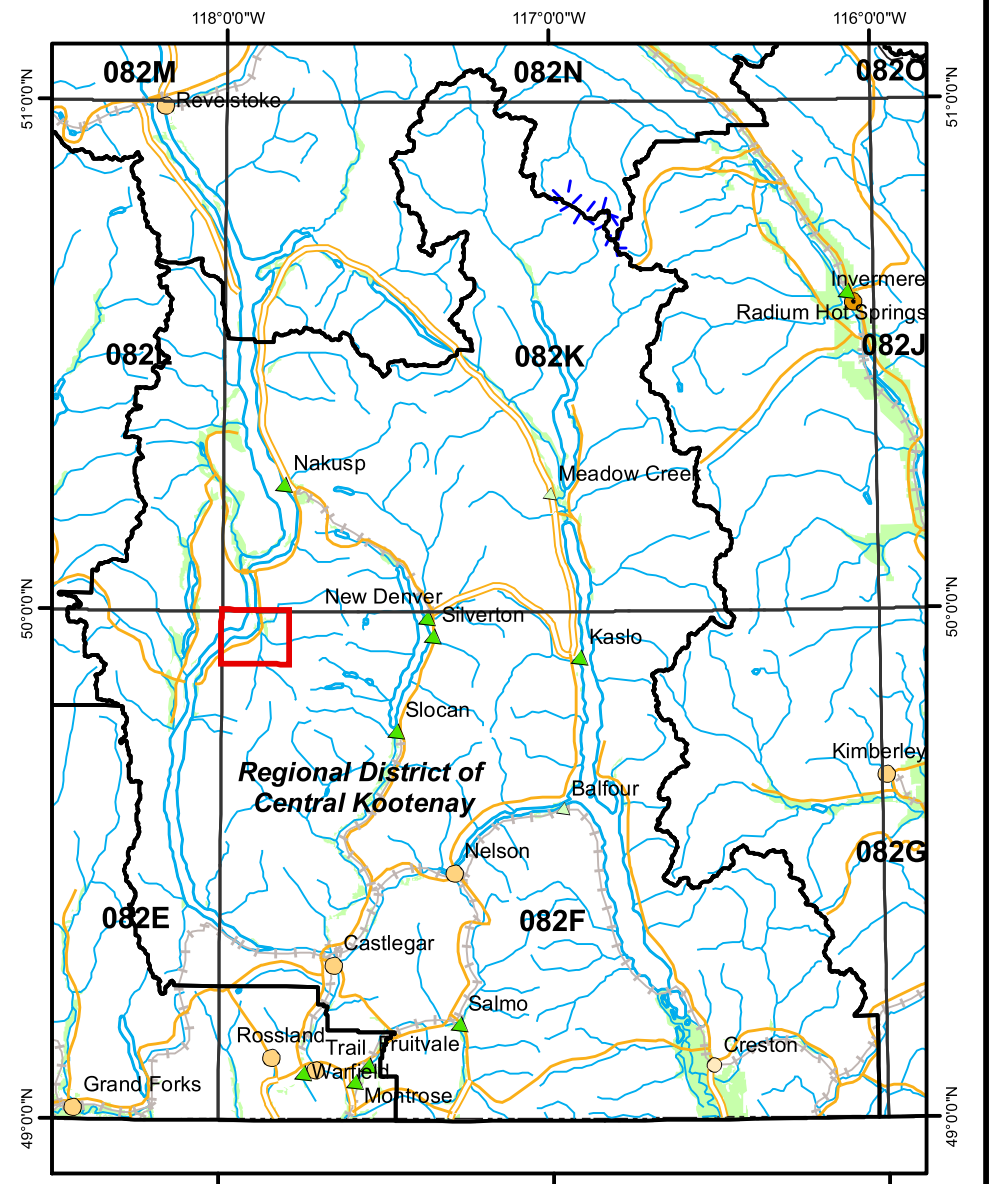 118°0'0"W
117°0'0"W
116°0'0"W
082M
082N
082O
51°0'0"N
51°0'0"N
Revelstoke
Invermere
Radium Hot Springs
082L
082K
082J
Nakusp
Meadow Creek
New Denver
Silverton
50°0'0"N
50°0'0"N
Kaslo
Slocan
Kimberley
Regional District of
Central Kootenay
Balfour
Nelson
082G
082E
082F
Castlegar
Salmo
Rossland
Trail
Fruitvale
Creston
Warfield
Grand Forks
Montrose
49°0'0"N
49°0'0"N